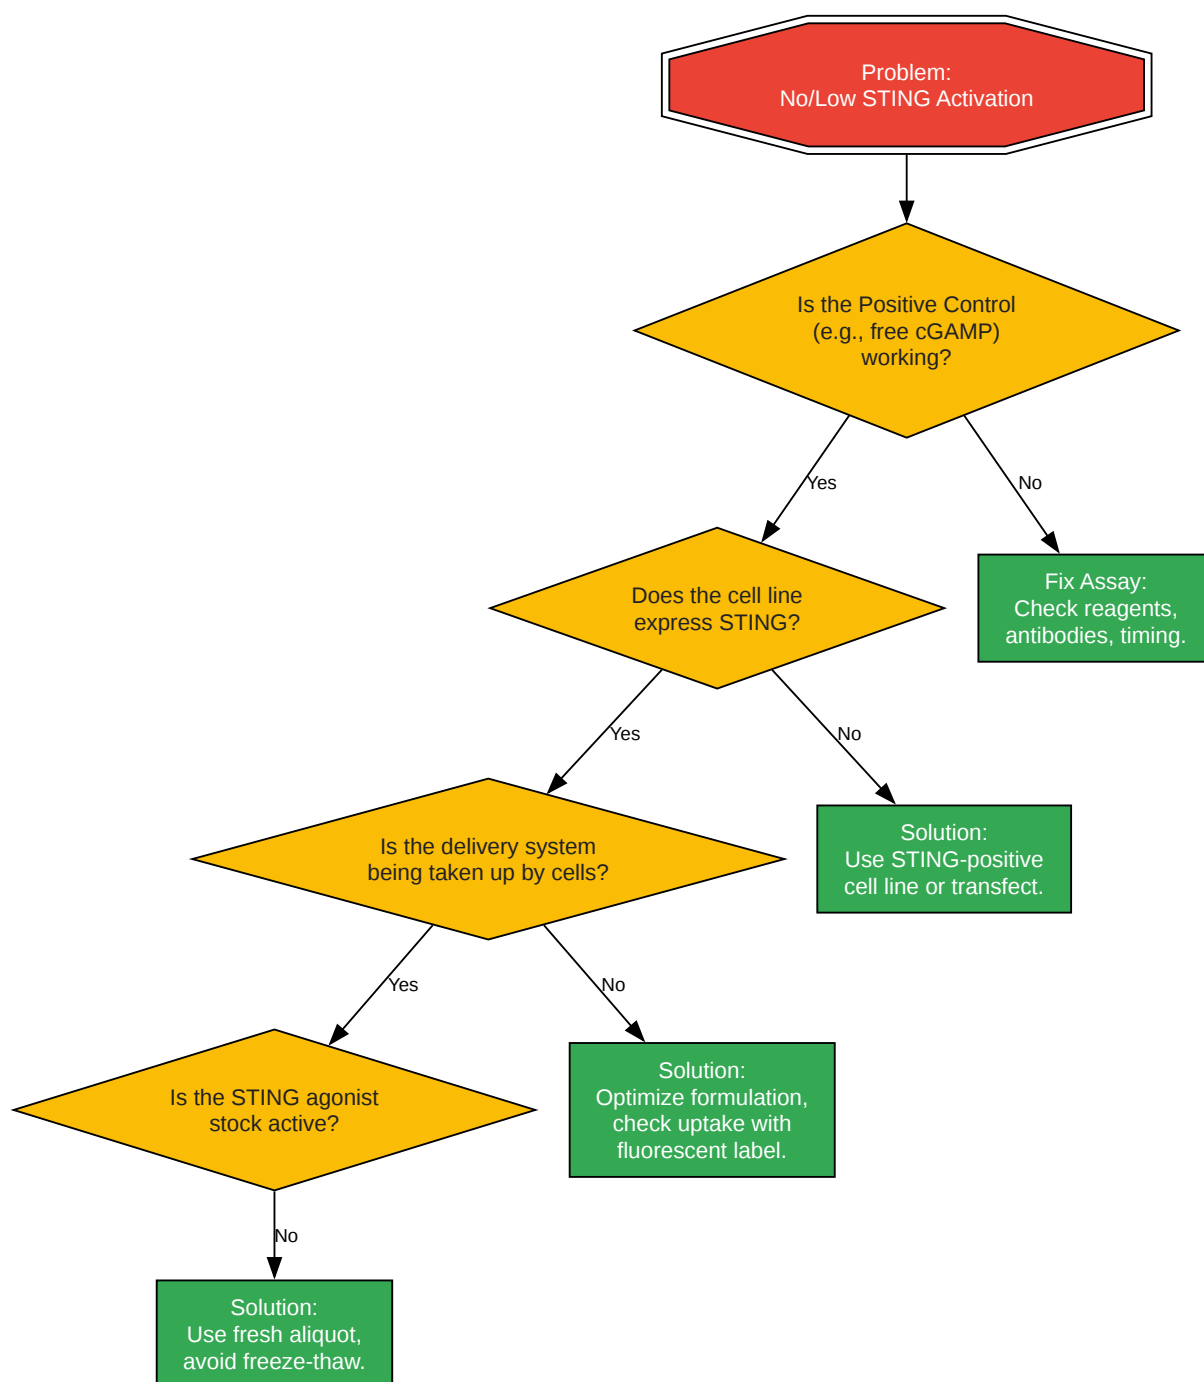 Problem:
No/Low STING Activation
Is the Positive Control
(e.g., free cGAMP)
working?
Yes
No
Does the cell line
express STING?
Fix Assay:
Check reagents,
antibodies, timing.
Yes
No
Is the delivery system
being taken up by cells?
Solution:
Use STING-positive
cell line or transfect.
Yes
No
Is the STING agonist
stock active?
Solution:
Optimize formulation,
check uptake with
fluorescent label.
No
Solution:
Use fresh aliquot,
avoid freeze-thaw.